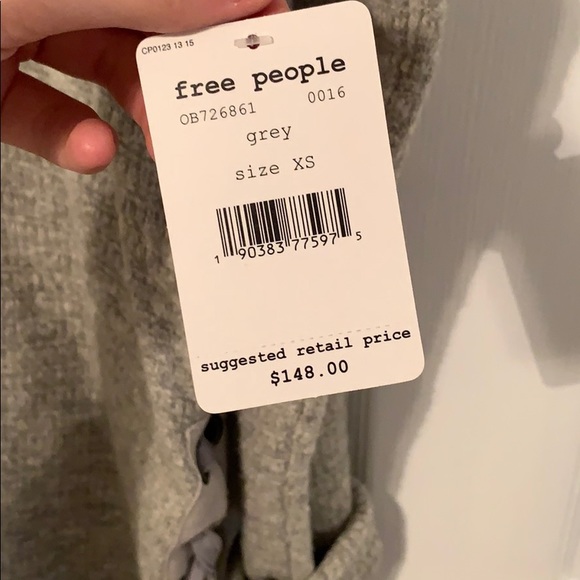 CP0123 13 15
free people
OB726861 0016
grey
size XS
1 90383 77597 5
suggested retail price
$148.00